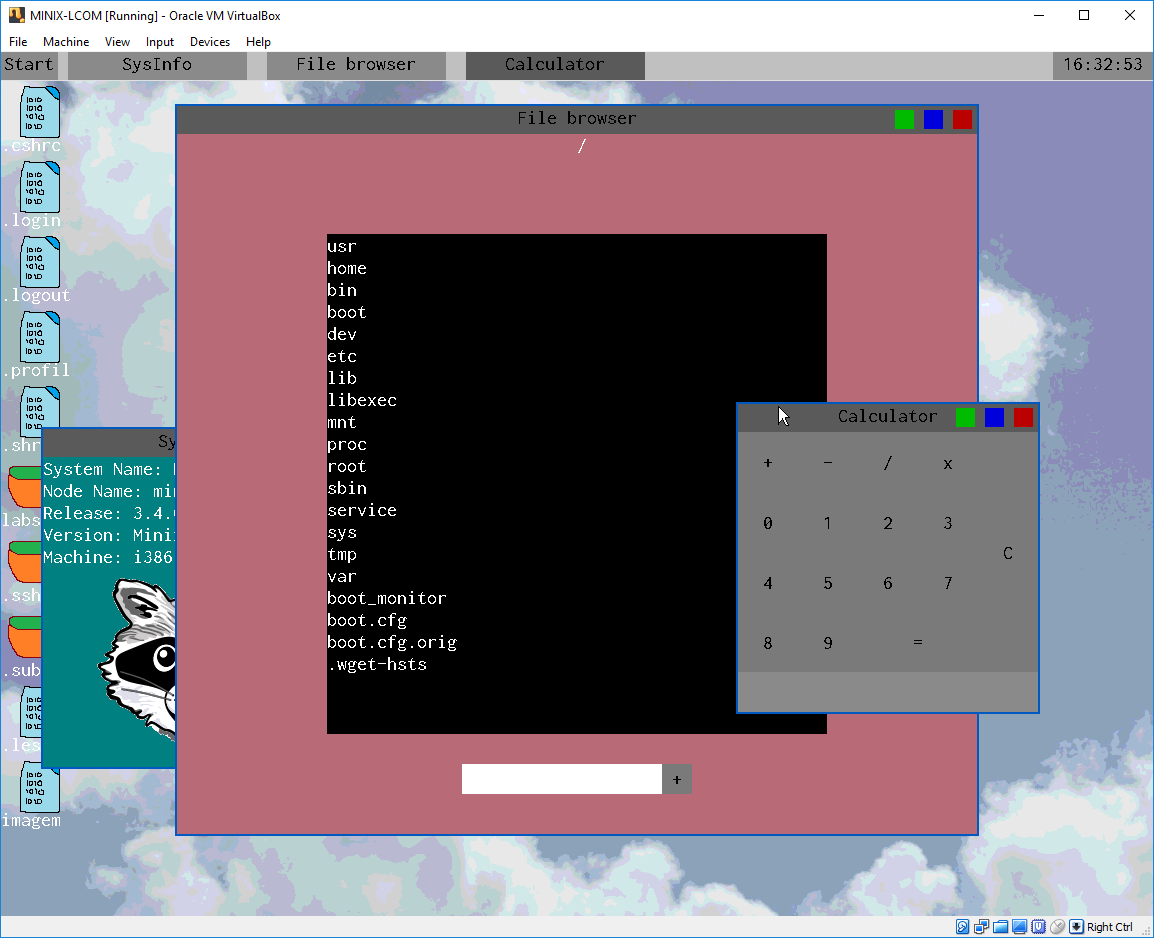 MINIX-LCOM [Running] - Oracle VM VirtualBox
File Machine View Input Devices Help
Start SysInfo File browser Calculator 16:32:53
.cshrc
.login
.logout
.profil
.shr
labs
.ssh
.sub
.les
imagem
File browser
/
usr
home
bin
boot
dev
etc
lib
libexec
mnt
proc
root
sbin
service
sys
tmp
var
boot_monitor
boot.cfg
boot.cfg.orig
.wget-hsts
+
Sy
System Name:
Node Name: mi
Release: 3.4.
Version: Mini
Machine: i386
Calculator
+ - / x
0 1 2 3
C
4 5 6 7
8 9 =
Right Ctrl